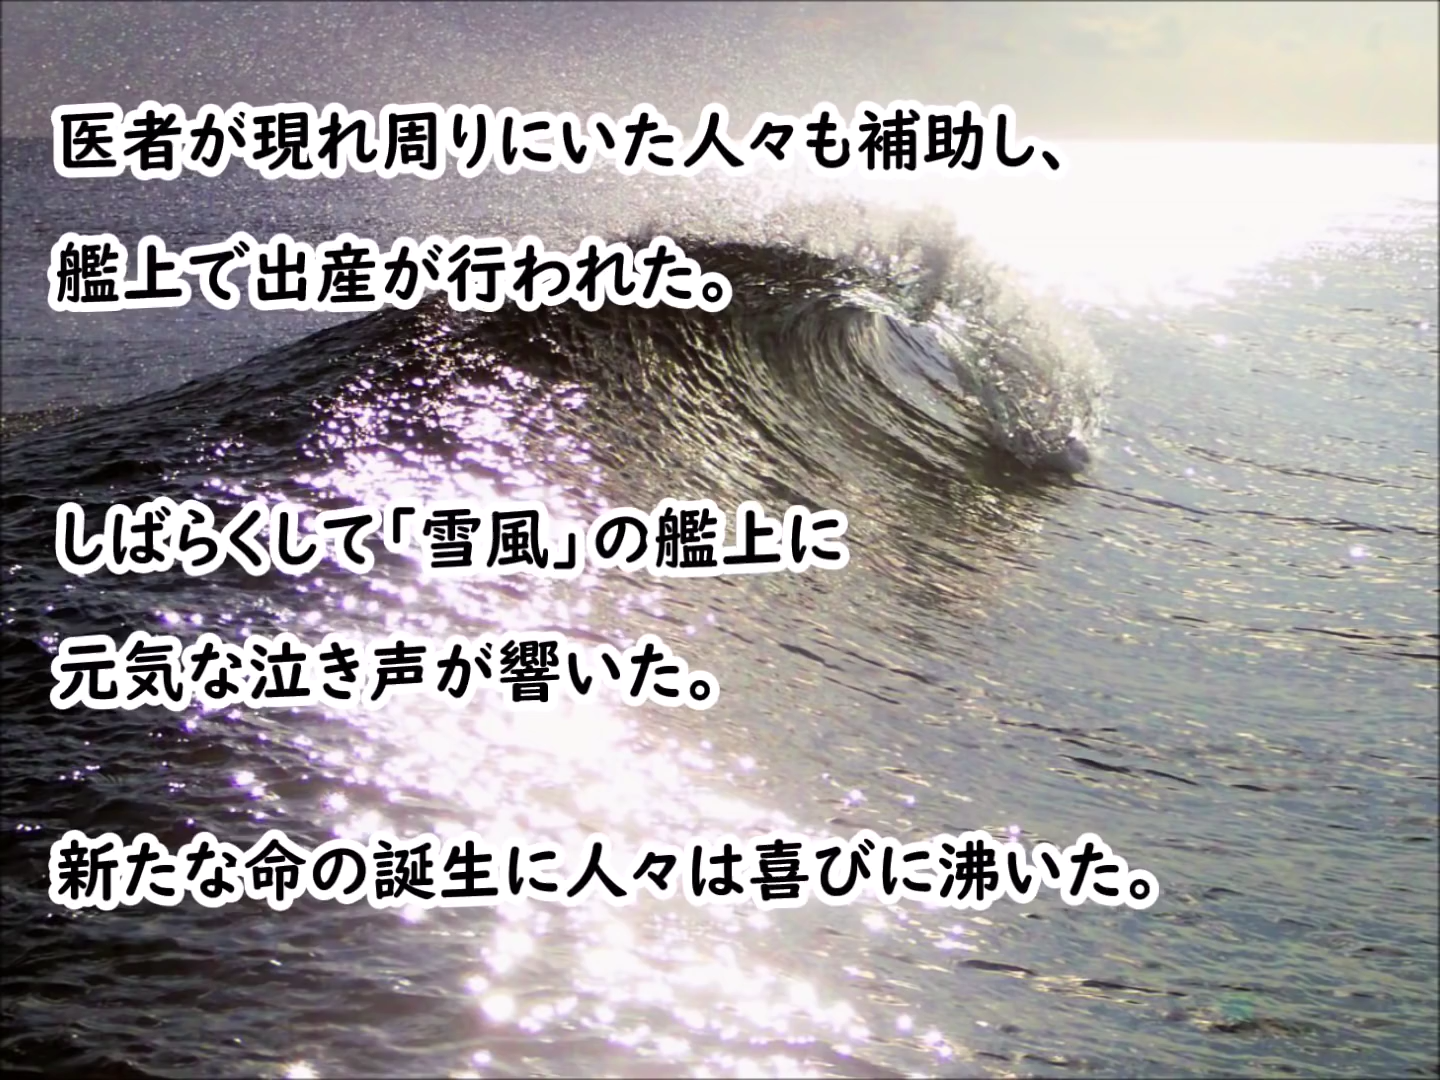 医者が現れ周りにいた人々も補助し、
艦上で出産が行われた。
しばらくして「雪風」の艦上に
元気な泣き声が響いた。
新たな命の誕生に人々は喜びに沸いた。